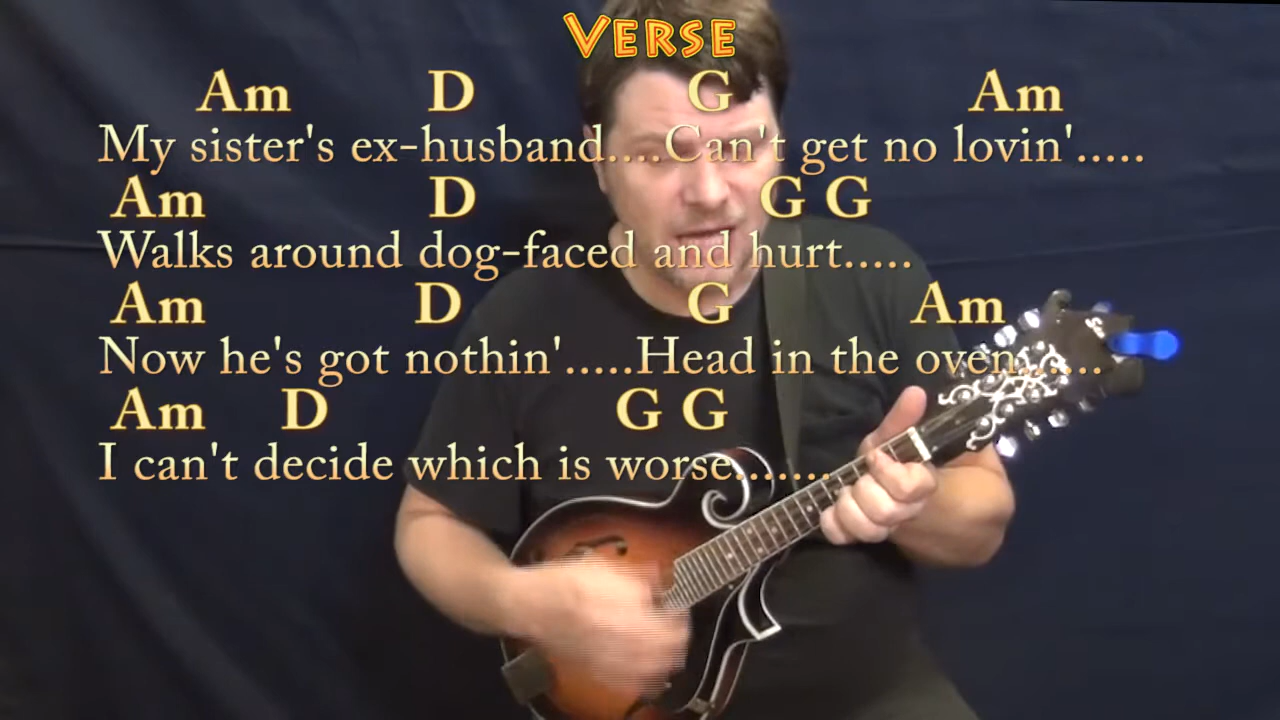 VERSE
Am D G Am
My sister's ex-husband....Can't get no lovin'.....
Am D G G
Walks around dog-faced and hurt.....
Am D G Am
Now he's got nothin'.....Head in the oven......
Am D G G
I can't decide which is worse.......